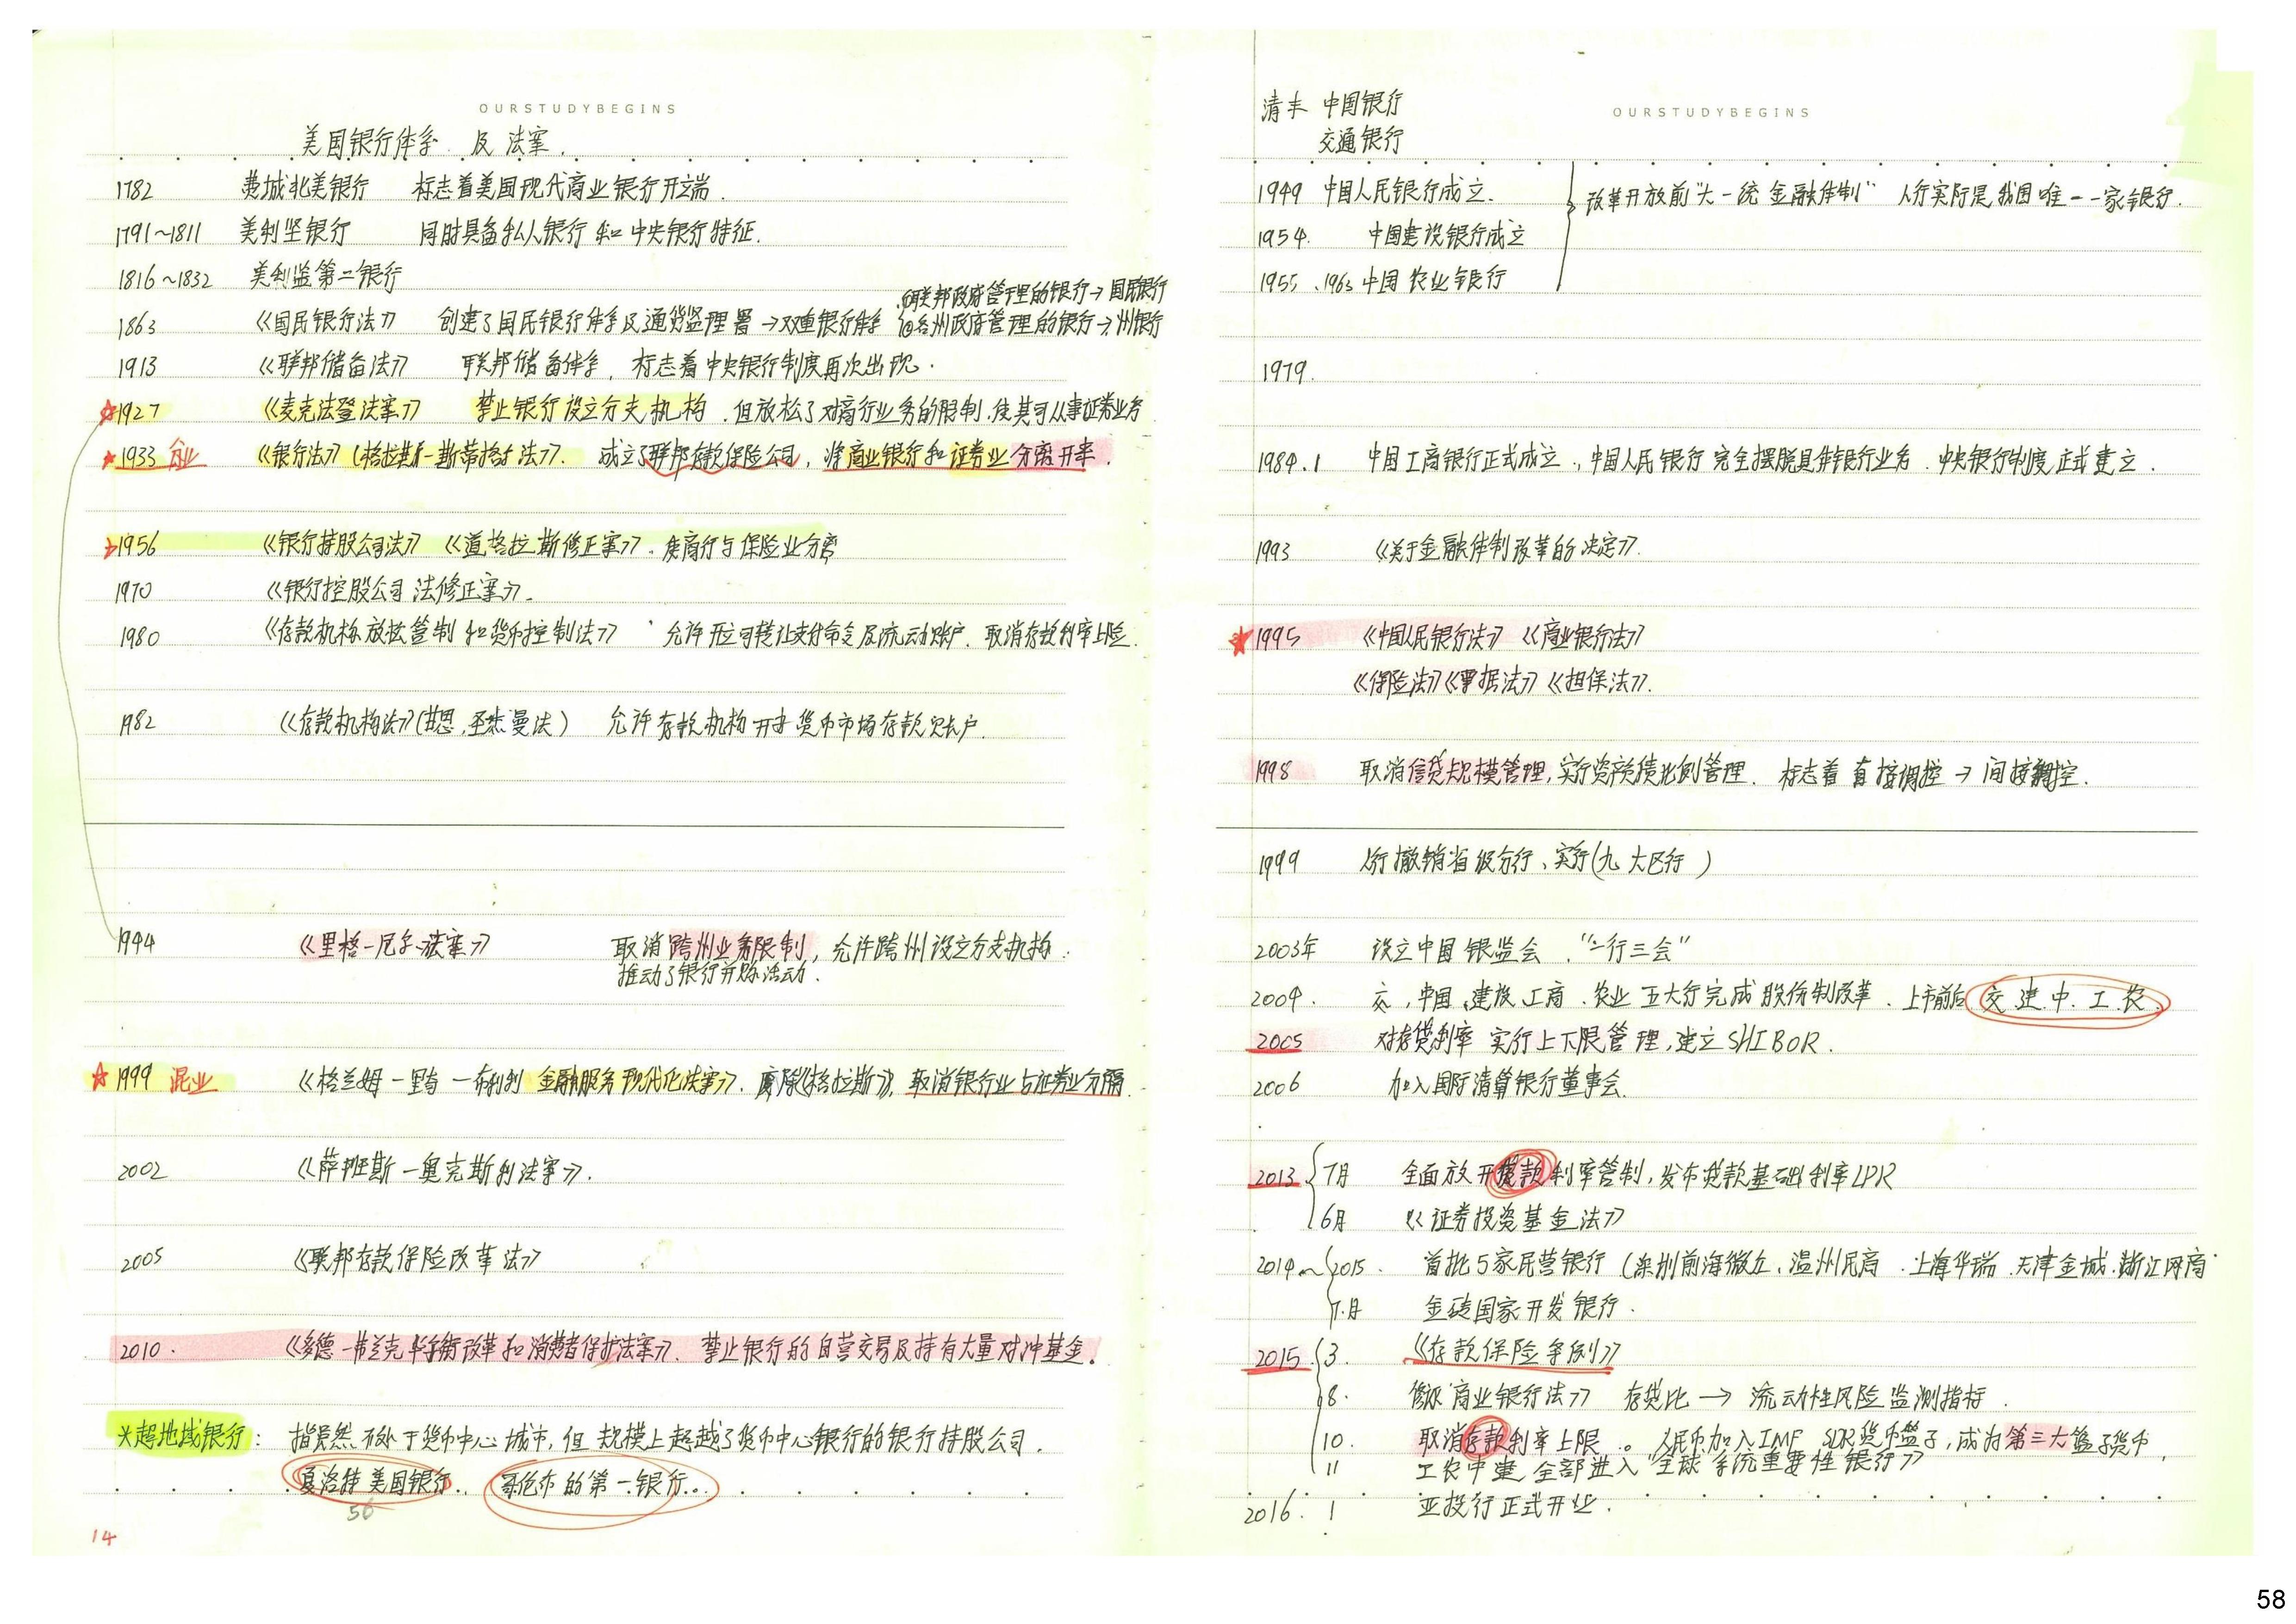 OURSTUDYBEGINS
美国银行体系 及 法案.
1782 费城北美银行 标志着美国现代商业银行开端.
1791~1811 美利坚银行 同时具备私人银行和中央银行特征.
1816~1832 美利监第二银行
1863 《国民银行法》 创建了国民银行体系及通货监理署→双重银行体系 ①联邦政府管理的银行→国民银行
②各州政府管理的银行→州银行
1913 《联邦储备法》 联邦储备体系, 标志着中央银行制度再次出现.
☆1927 《麦克法登法案》 禁止银行设立分支机构.但放松了对商行业务的限制.使其可从事证券业务
★1933 分业 《银行法》(格拉斯—斯蒂格尔法》. 成立了联邦存款保险公司, 将商业银行和证券业分离开来.
1956 《银行持股公司法》《道格拉斯修正案》. 使商行与保险业分离
1970 《银行控股公司法修正案》.
1980 《存款机构放松管制和货币控制法》 允许开立可转让支付命令及流动账户. 取消存款利率上限.
1982 《存款机构法》(甘恩.圣杰曼法) 允许存款机构开办货币市场存款账户.
1994 《里格—尼尔法案》 取消跨州业务限制, 允许跨州设立分支机构.
推动了银行并购活动.
☆1999 混业 《格兰姆—里奇—布利利 金融服务现代化法案》. 废除《格拉斯》, 取消银行业与证券业分隔.
2002 《萨班斯—奥克斯利法案》.
2005 《联邦存款保险改革法》
2010. 《多德—弗兰克华尔街改革和消费者保护法案》. 禁止银行的自营交易及持有大量对冲基金.
*超地域银行: 指虽然不处于货币中心城市, 但规模上超越了货币中心银行的银行持股公司.
夏洛特美国银行.. 哥伦布的第一银行...
56
14
清末 中国银行
OURSTUDYBEGINS
交通银行
1949 中国人民银行成立. 改革开放前"大一统金融体制" 人行实际是我国唯一一家银行.
1954. 中国建设银行成立
1955、1963 中国农业银行
1979.
1984.1 中国工商银行正式成立., 中国人民银行完全摆脱具体银行业务. 中央银行制度正式建立.
1993 《关于金融体制改革的决定》.
★1995 《中国人民银行法》《商业银行法》
《保险法》《票据法》《担保法》.
1998 取消信贷规模管理, 实行资产负债比例管理. 标志着直接调控→间接调控.
1999 人行撤销省级分行、实行(九大区行)
2003年 设立中国银监会."一行三会"
2004. 交,中国、建设、工商、农业五大行完成股份制改革. 上市前后 交.建.中.工.农.
2005 对存贷利率实行上下限管理, 建立SHIBOR.
2006 加入国际清算银行董事会.
2013 7月 全面放开贷款利率管制, 发布贷款基础利率LPR
6月 《证券投资基金法》
2014~2015. 首批5家民营银行(深圳前海微众、温州民商.上海华瑞.天津金城.浙江网商
7.月 金砖国家开发银行.
2015 3. 《存款保险条例》
8. 修改商业银行法》 存贷比→流动性风险监测指标.
10. 取消存款利率上限. 人民币加入IMF SDR货币篮子, 成为第三大篮子货币,
11 工农中建全部进入"全球系统重要性银行》
2016. 1 亚投行正式开业.
58